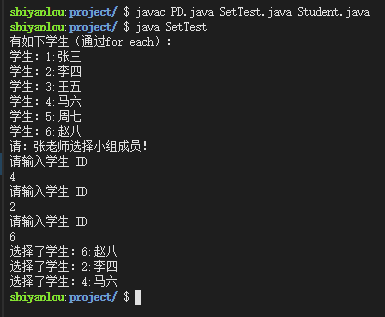 shiyanlou:project/ $ javac PD.java SetTest.java Student.java
shiyanlou:project/ $ java SetTest
有如下学生（通过for each）：
学生：1:张三
学生：2:李四
学生：3:王五
学生：4:马六
学生：5:周七
学生：6:赵八
请：张老师选择小组成员！
请输入学生 ID
4
请输入学生 ID
2
请输入学生 ID
6
选择了学生：6:赵八
选择了学生：2:李四
选择了学生：4:马六
shiyanlou:project/ $